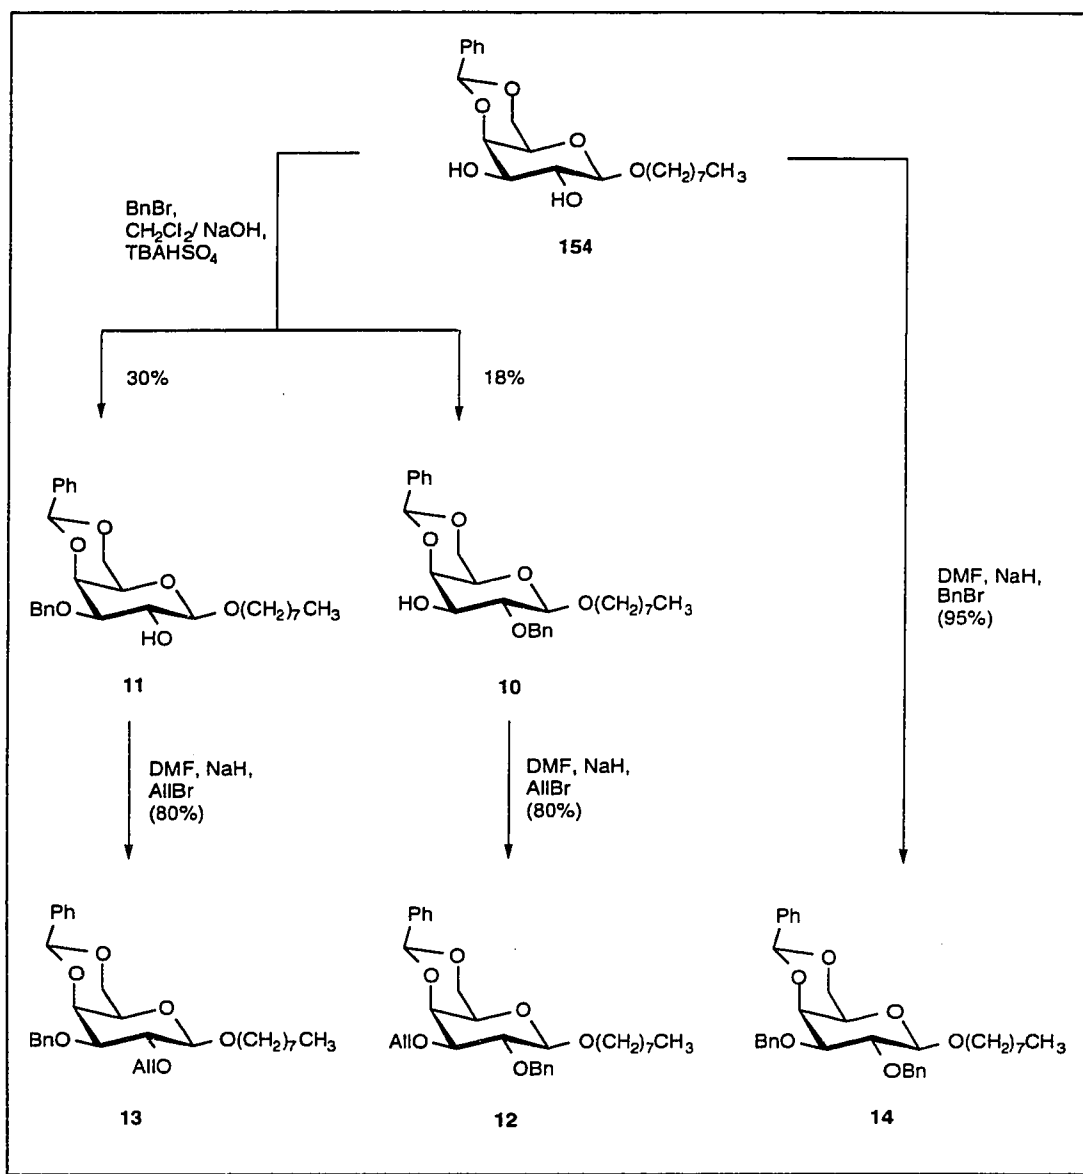 Ph
O
O
O
HO
HO
O(CH2)7CH3
154
BnBr,
CH2Cl2/ NaOH,
TBAHSO4
30%
18%
Ph
O
O
O
BnO
HO
O(CH2)7CH3
11
Ph
O
O
O
HO
OBn
O(CH2)7CH3
10
DMF, NaH,
BnBr
(95%)
DMF, NaH,
AllBr
(80%)
DMF, NaH,
AllBr
(80%)
Ph
O
O
O
BnO
AllO
O(CH2)7CH3
13
Ph
O
O
O
AllO
OBn
O(CH2)7CH3
12
Ph
O
O
O
BnO
OBn
O(CH2)7CH3
14